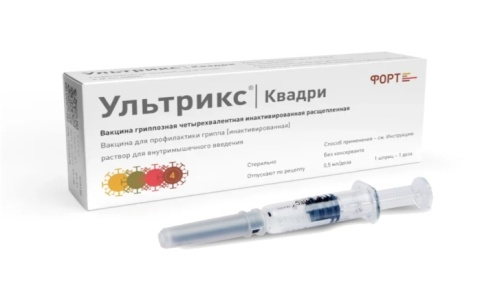 Ультрикс® | Квадри
ФОРТ
Вакцина гриппозная четырехвалентная инактивированная расщепленная
Вакцина для профилактики гриппа (инактивированная)
раствор для внутримышечного введения
Стерильно
Отпускают по рецепту
Способ применения – см. Инструкцию
Без консерванта
0,5 мл/доза
1 шприц – 1 доза
4